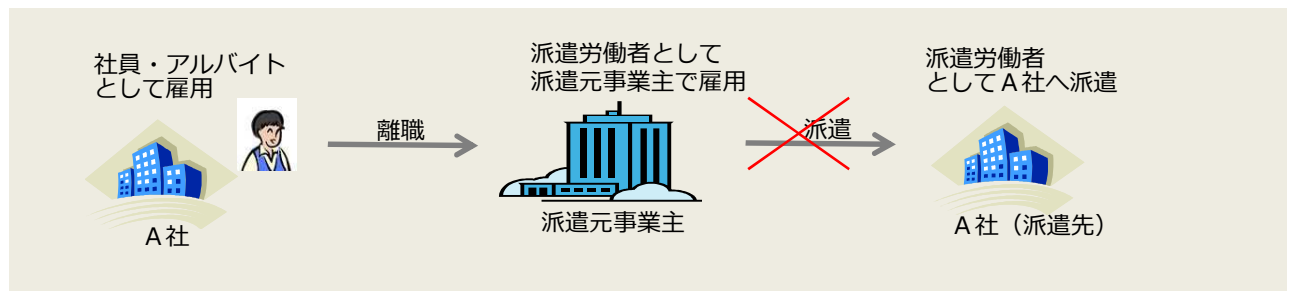 社員・アルバイト
として雇用
A社
離職
派遣労働者として
派遣元事業主で雇用
派遣元事業主
派遣
派遣労働者
としてA社へ派遣
A社（派遣先）